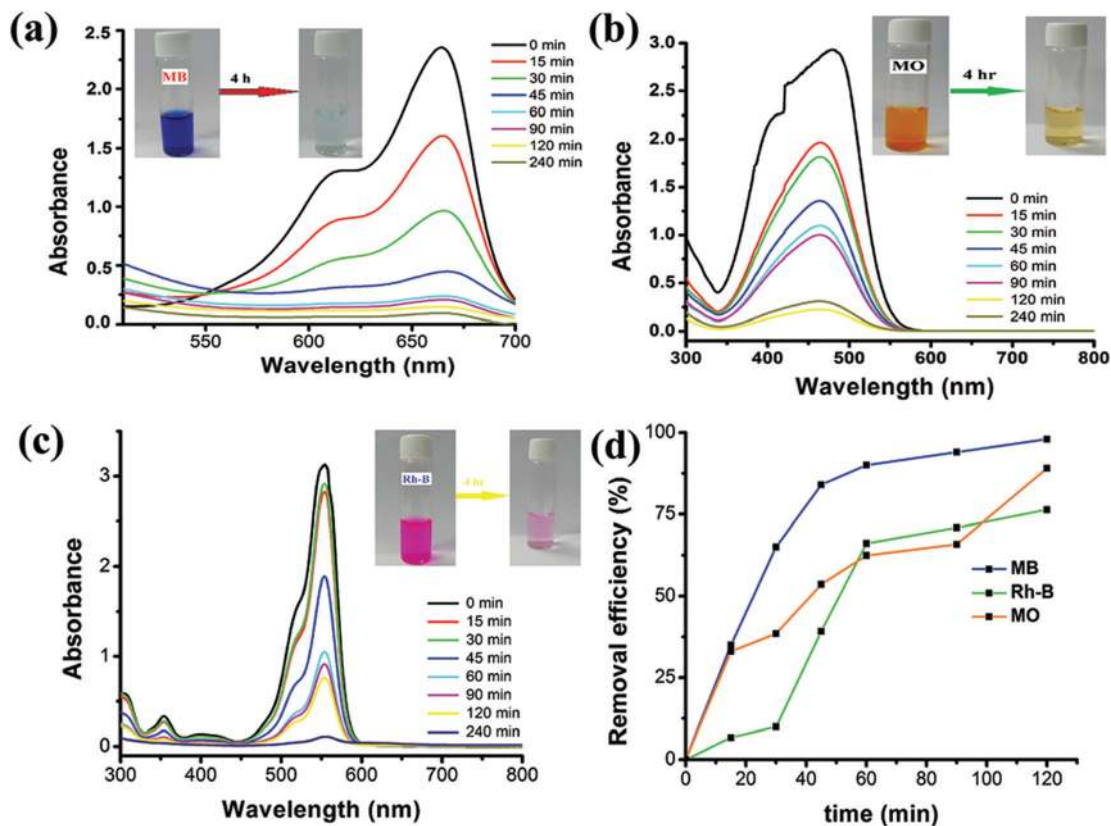 (a)
Absorbance
2.5
2.0
1.5
1.0
0.5
0.0
550
600
650
700
Wavelength (nm)
MB
4 h
0 min
15 min
30 min
45 min
60 min
90 min
120 min
240 min
(b)
Absorbance
3.0
2.5
2.0
1.5
1.0
0.5
0.0
300
400
500
600
700
800
Wavelength (nm)
MO
4 hr
0 min
15 min
30 min
45 min
60 min
90 min
120 min
240 min
(c)
Absorbance
3
2
1
0
300
400
500
600
700
800
Wavelength (nm)
Rh-B
4 hr
0 min
15 min
30 min
45 min
60 min
90 min
120 min
240 min
(d)
Removal efficiency (%)
100
75
50
25
0
0
20
40
60
80
100
120
time (min)
MB
Rh-B
MO